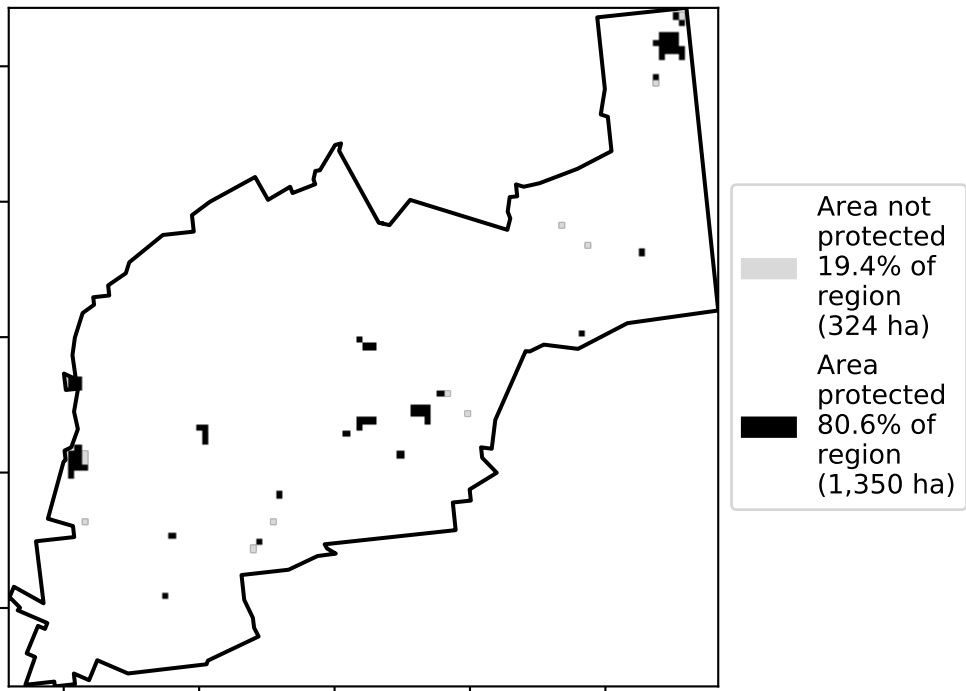 Area not
protected
19.4% of
region
(324 ha)
Area
protected
80.6% of
region
(1,350 ha)